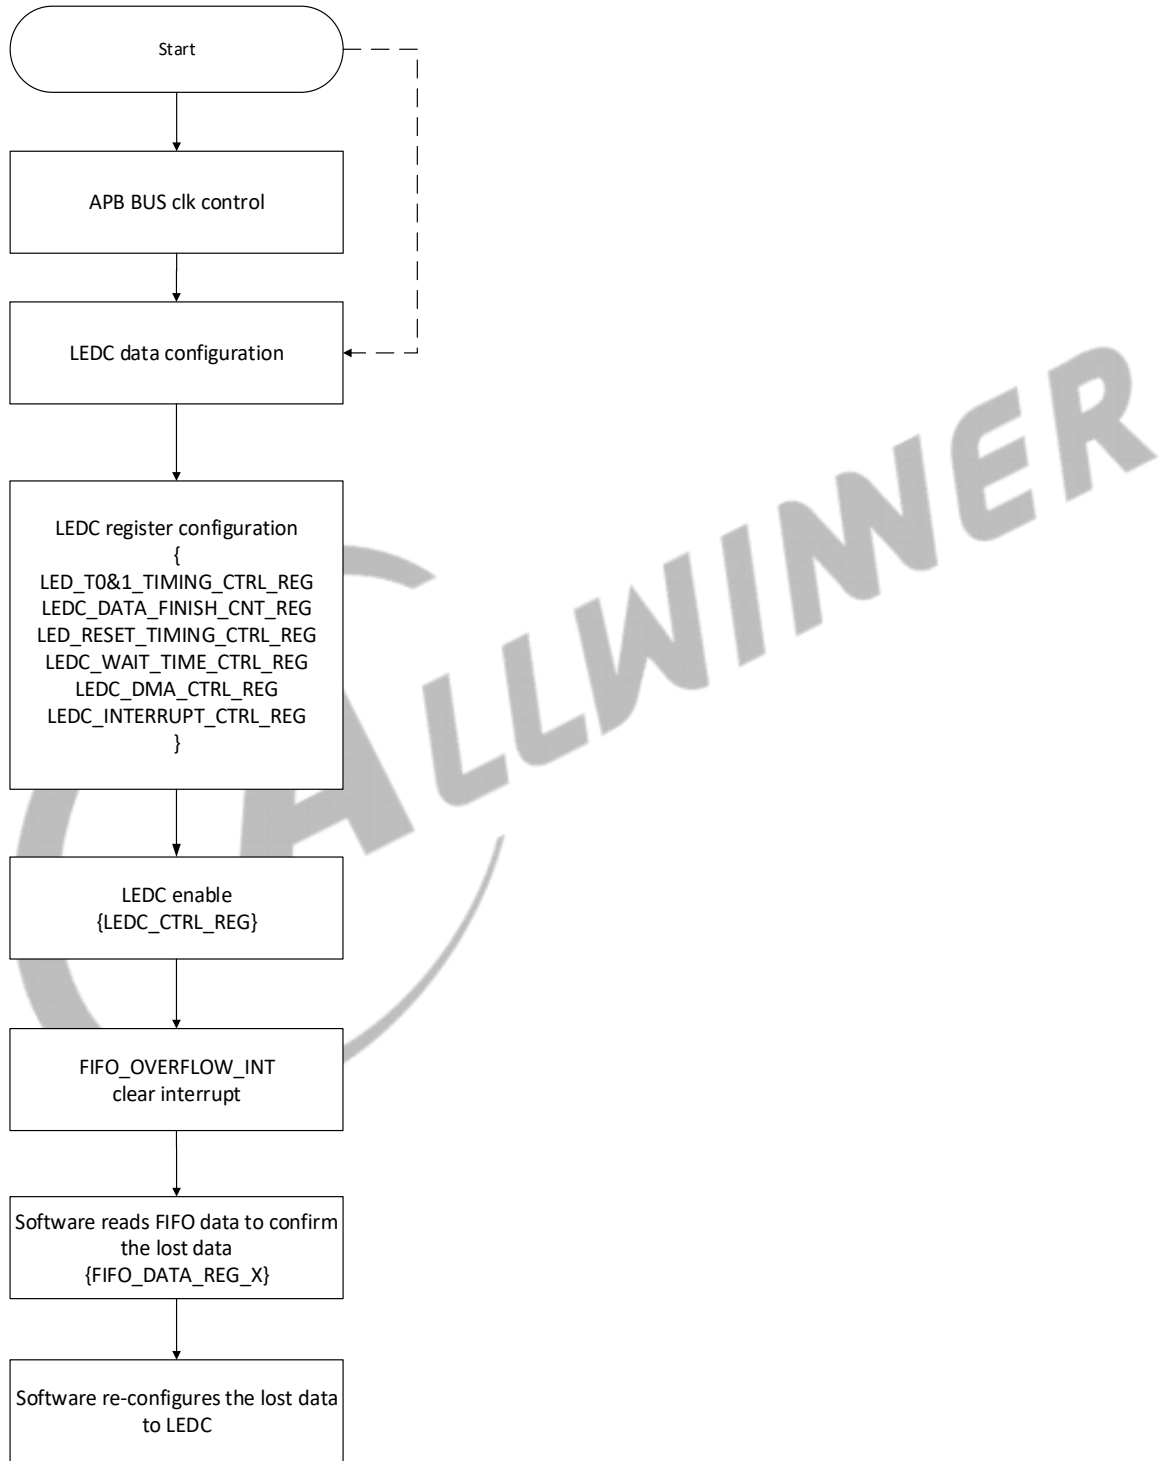 Start
APB BUS clk control
LEDC data configuration
LEDC register configuration
{
LED_T0&1_TIMING_CTRL_REG
LEDC_DATA_FINISH_CNT_REG
LED_RESET_TIMING_CTRL_REG
LEDC_WAIT_TIME_CTRL_REG
LEDC_DMA_CTRL_REG
LEDC_INTERRUPT_CTRL_REG
}
LEDC enable
{LEDC_CTRL_REG}
FIFO_OVERFLOW_INT
clear interrupt
Software reads FIFO data to confirm
the lost data
{FIFO_DATA_REG_X}
Software re-configures the lost data
to LEDC
ALLWINNER